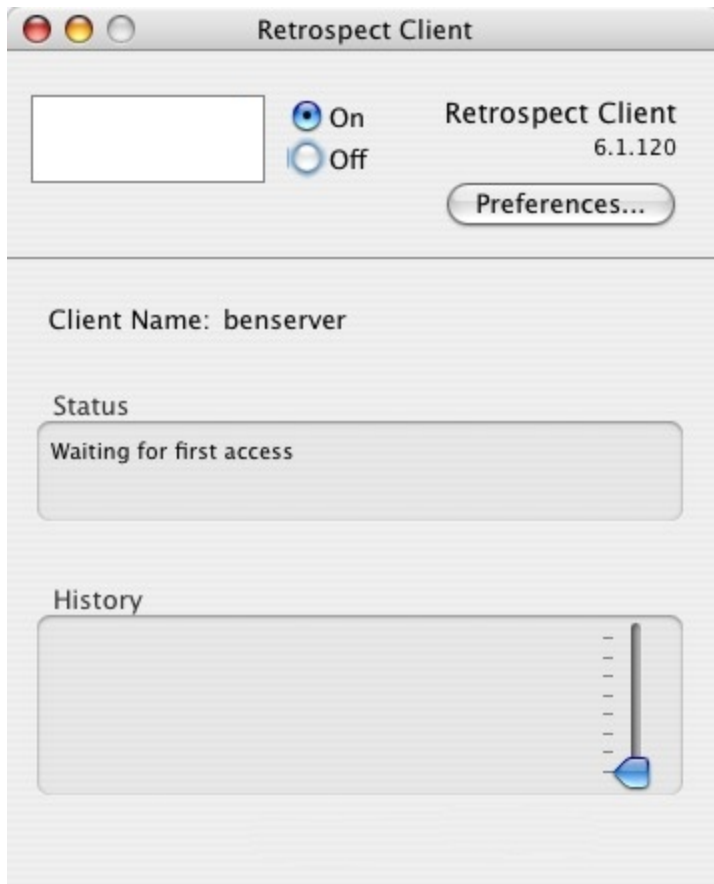 Retrospect Client
On
Off
Retrospect Client
6.1.120
Preferences...
Client Name: benserver
Status
Waiting for first access
History